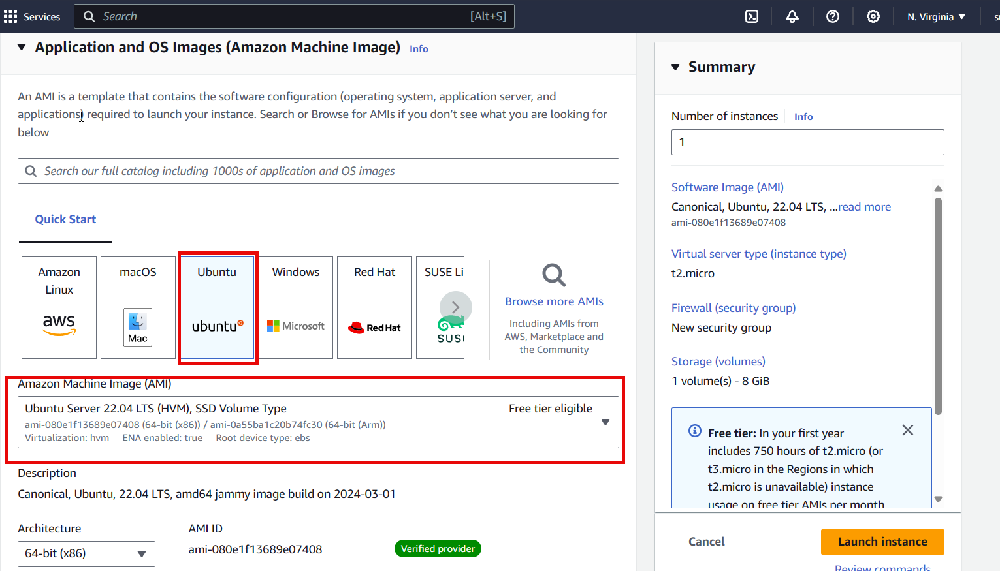 Services
Search
[Alt+S]
N. Virginia
Application and OS Images (Amazon Machine Image) Info
An AMI is a template that contains the software configuration (operating system, application server, and
applications) required to launch your instance. Search or Browse for AMIs if you don’t see what you are looking for
below
Search our full catalog including 1000s of application and OS images
Quick Start
Amazon
Linux
aws
macOS
Mac
Ubuntu
ubuntu
Windows
Microsoft
Red Hat
Red Hat
SUSE Li
SUS
Browse more AMIs
Including AMIs from
AWS, Marketplace and
the Community
Amazon Machine Image (AMI)
Ubuntu Server 22.04 LTS (HVM), SSD Volume Type
Free tier eligible
ami-080e1f13689e07408 (64-bit (x86)) / ami-0a55ba1c20b74fc30 (64-bit (Arm))
Virtualization: hvm ENA enabled: true Root device type: ebs
Description
Canonical, Ubuntu, 22.04 LTS, amd64 jammy image build on 2024-03-01
Architecture
64-bit (x86)
AMI ID
ami-080e1f13689e07408
Verified provider
Summary
Number of instances Info
1
Software Image (AMI)
Canonical, Ubuntu, 22.04 LTS, ...read more
ami-080e1f13689e07408
Virtual server type (instance type)
t2.micro
Firewall (security group)
New security group
Storage (volumes)
1 volume(s) - 8 GiB
Free tier: In your first year
includes 750 hours of t2.micro (or
t3.micro in the Regions in which
t2.micro is unavailable) instance
usage on free tier AMIs per month,
Cancel
Launch instance
Review commands